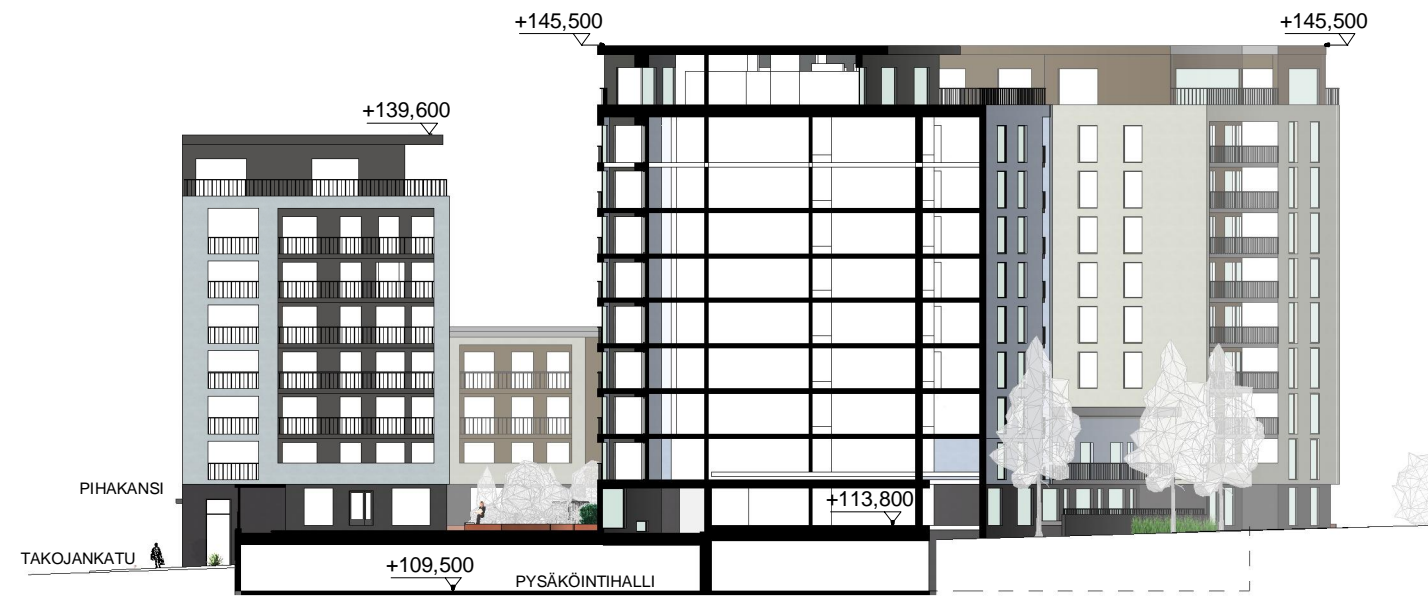 +145,500
+145,500
+139,600
PIHAKANSI
+113,800
TAKOJANKATU
+109,500
PYSÄKÖINTIHALLI